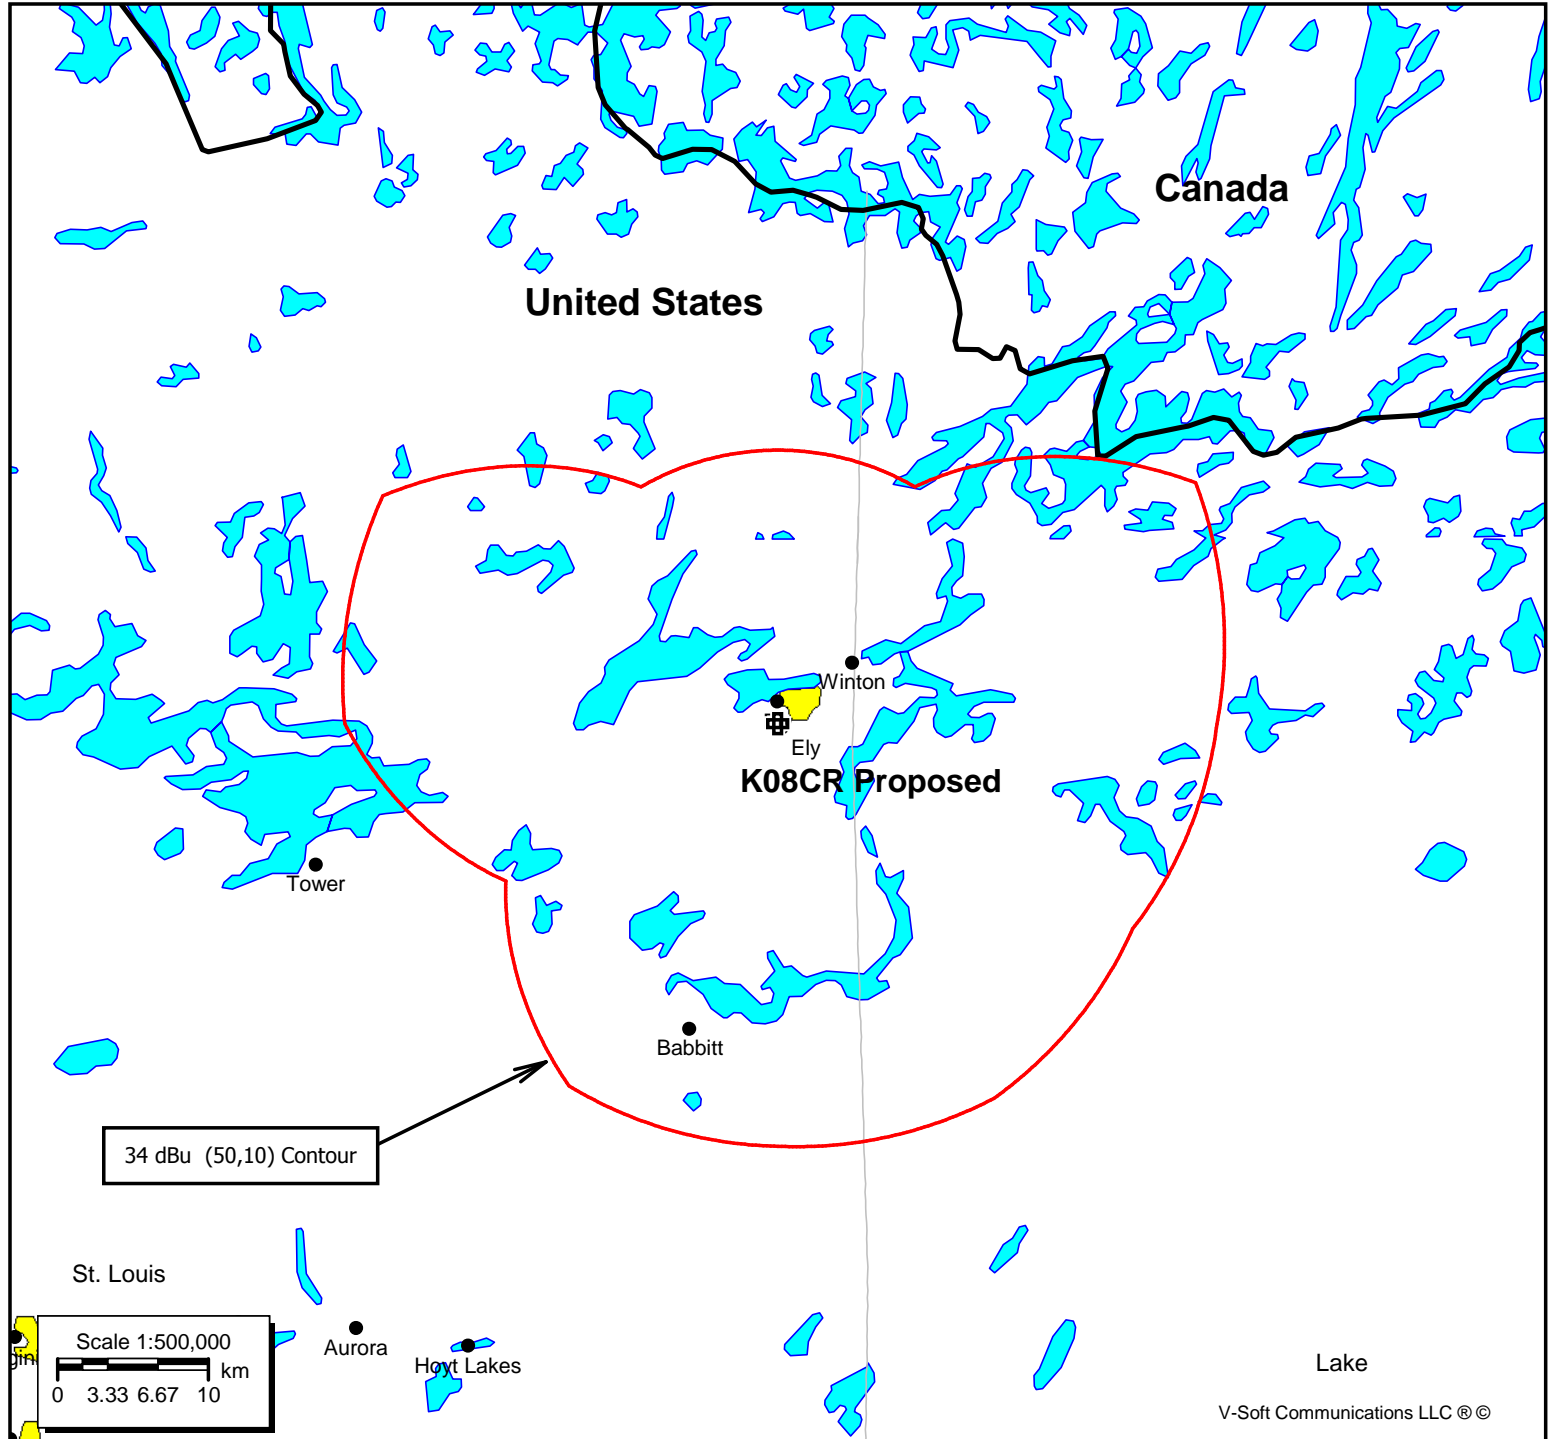 Canada
United States
Winton
Ely
K08CR Proposed
Tower
Babbitt
34 dBu (50,10) Contour
St. Louis
Scale 1:500,000
km
0 3.33 6.67 10
Aurora
Hoyt Lakes
Lake
V-Soft Communications LLC ® ©